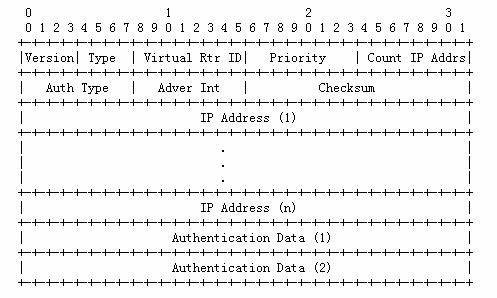 0                   1                   2                   3
0 1 2 3 4 5 6 7 8 9 0 1 2 3 4 5 6 7 8 9 0 1 2 3 4 5 6 7 8 9 0 1
+-+-+-+-+-+-+-+-+-+-+-+-+-+-+-+-+-+-+-+-+-+-+-+-+-+-+-+-+-+-+-+-+
|Version| Type | Virtual Rtr ID| Priority | Count IP Addrs|
+-+-+-+-+-+-+-+-+-+-+-+-+-+-+-+-+-+-+-+-+-+-+-+-+-+-+-+-+-+-+-+-+
| Auth Type | Adver Int | Checksum |
+-+-+-+-+-+-+-+-+-+-+-+-+-+-+-+-+-+-+-+-+-+-+-+-+-+-+-+-+-+-+-+-+
| IP Address (1) |
+-+-+-+-+-+-+-+-+-+-+-+-+-+-+-+-+-+-+-+-+-+-+-+-+-+-+-+-+-+-+-+-+
| . |
| . |
| . |
+-+-+-+-+-+-+-+-+-+-+-+-+-+-+-+-+-+-+-+-+-+-+-+-+-+-+-+-+-+-+-+-+
| IP Address (n) |
+-+-+-+-+-+-+-+-+-+-+-+-+-+-+-+-+-+-+-+-+-+-+-+-+-+-+-+-+-+-+-+-+
| Authentication Data (1) |
+-+-+-+-+-+-+-+-+-+-+-+-+-+-+-+-+-+-+-+-+-+-+-+-+-+-+-+-+-+-+-+-+
| Authentication Data (2) |
+-+-+-+-+-+-+-+-+-+-+-+-+-+-+-+-+-+-+-+-+-+-+-+-+-+-+-+-+-+-+-+-+